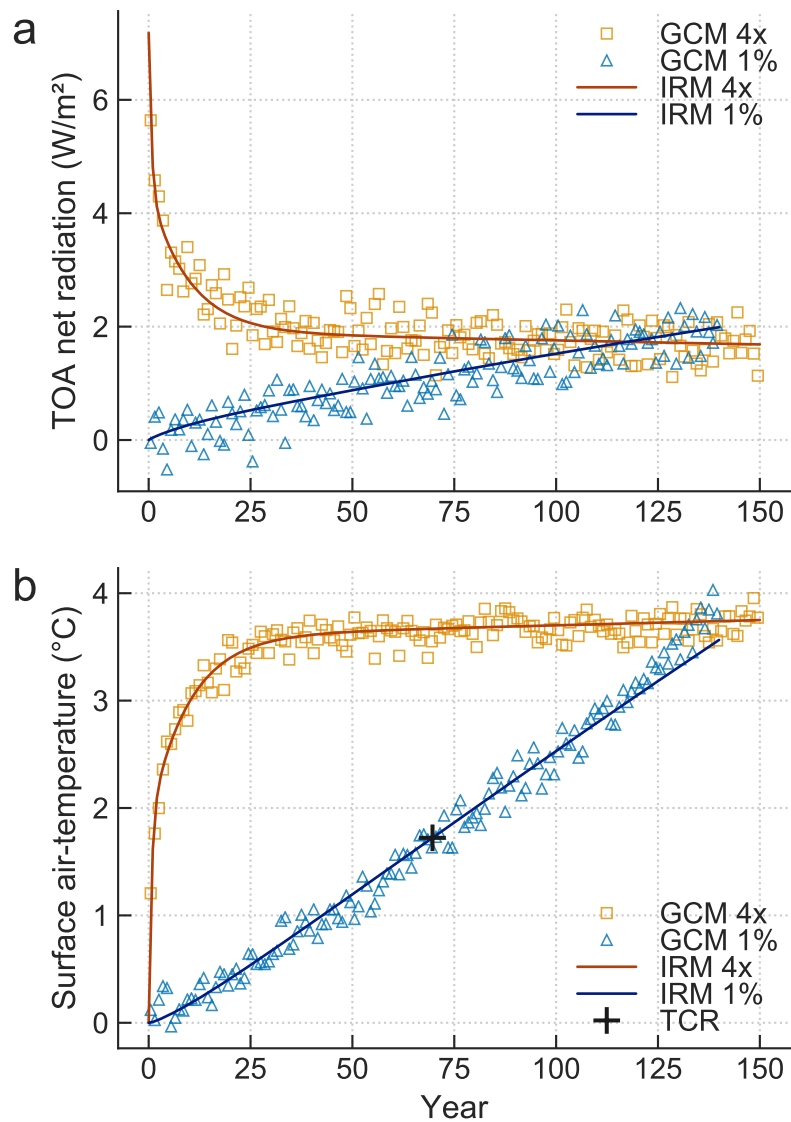 a
GCM 4x
GCM 1%
IRM 4x
IRM 1%
TOA net radiation (W/m²)
6
4
2
0
0 25 50 75 100 125 150
b
Surface air-temperature (°C)
4
3
2
1
0
GCM 4x
GCM 1%
IRM 4x
IRM 1%
TCR
0 25 50 75 100 125 150
Year